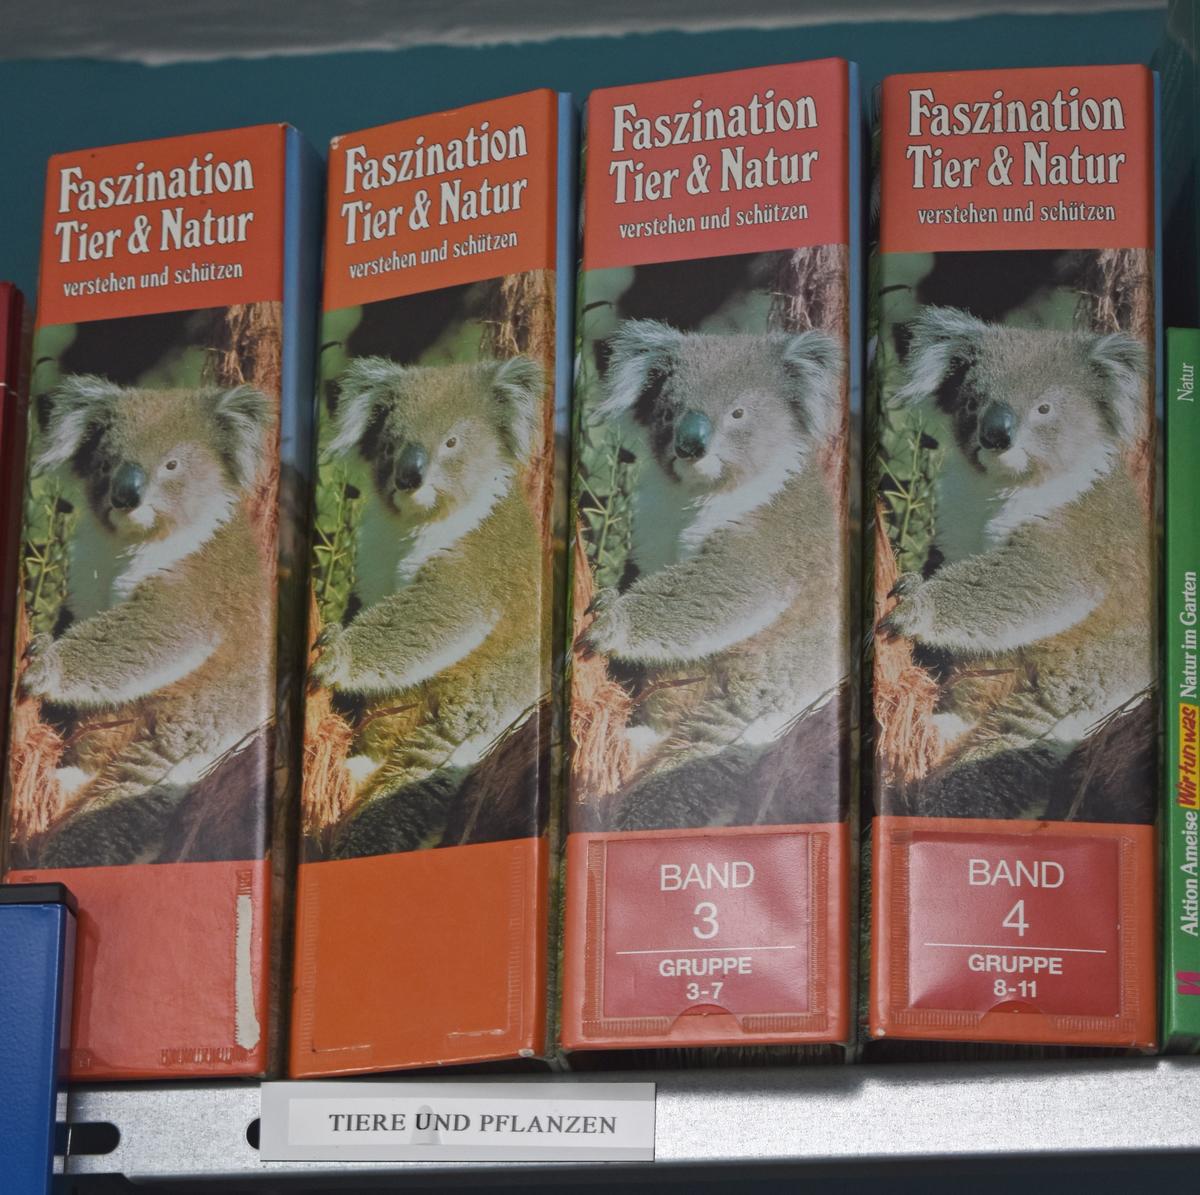 Faszination
Tier & Natur
verstehen und schützen
Faszination
Tier & Natur
verstehen und schützen
Faszination
Tier & Natur
verstehen und schützen
BAND
3
GRUPPE
3-7
Faszination
Tier & Natur
verstehen und schützen
BAND
4
GRUPPE
8-11
Aktion Ameise Wir tun was Natur im Garten Natur
TIERE UND PFLANZEN